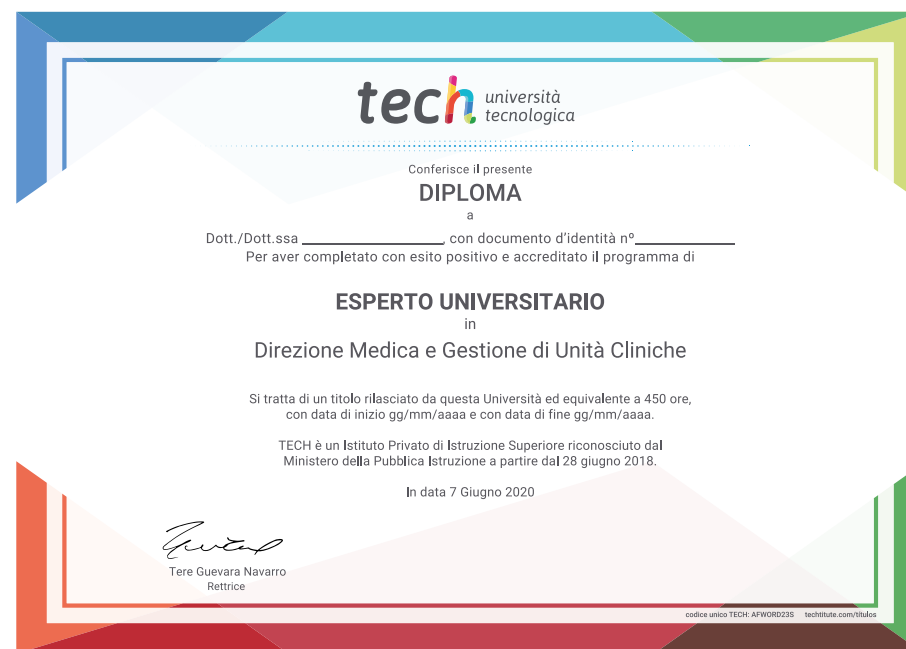 tech università
tecnologica
Conferisce il presente
DIPLOMA
a
Dott./Dott.ssa ________________, con documento d'identità nº____________
Per aver completato con esito positivo e accreditato il programma di
ESPERTO UNIVERSITARIO
in
Direzione Medica e Gestione di Unità Cliniche
Si tratta di un titolo rilasciato da questa Università ed equivalente a 450 ore,
con data di inizio gg/mm/aaaa e con data di fine gg/mm/aaaa.
TECH è un Istituto Privato di Istruzione Superiore riconosciuto dal
Ministero della Pubblica Istruzione a partire dal 28 giugno 2018.
In data 7 Giugno 2020
Tere Guevara Navarro
Rettrice
codice unico TECH: AFWORD23S techtitute.com/titulos